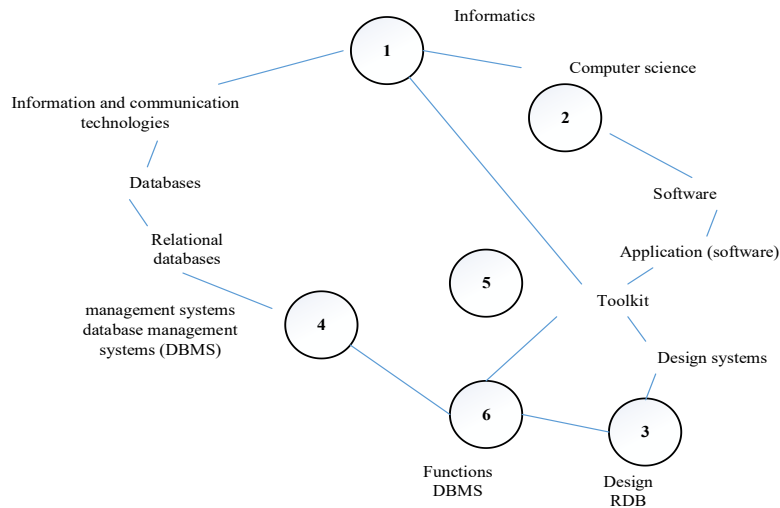 Informatics
1
Computer science
2
Information and communication
technologies
Databases
Software
Relational
databases
Application (software)
5
Toolkit
management systems
database management
systems (DBMS)
4
Design systems
6
3
Functions
DBMS
Design
RDB